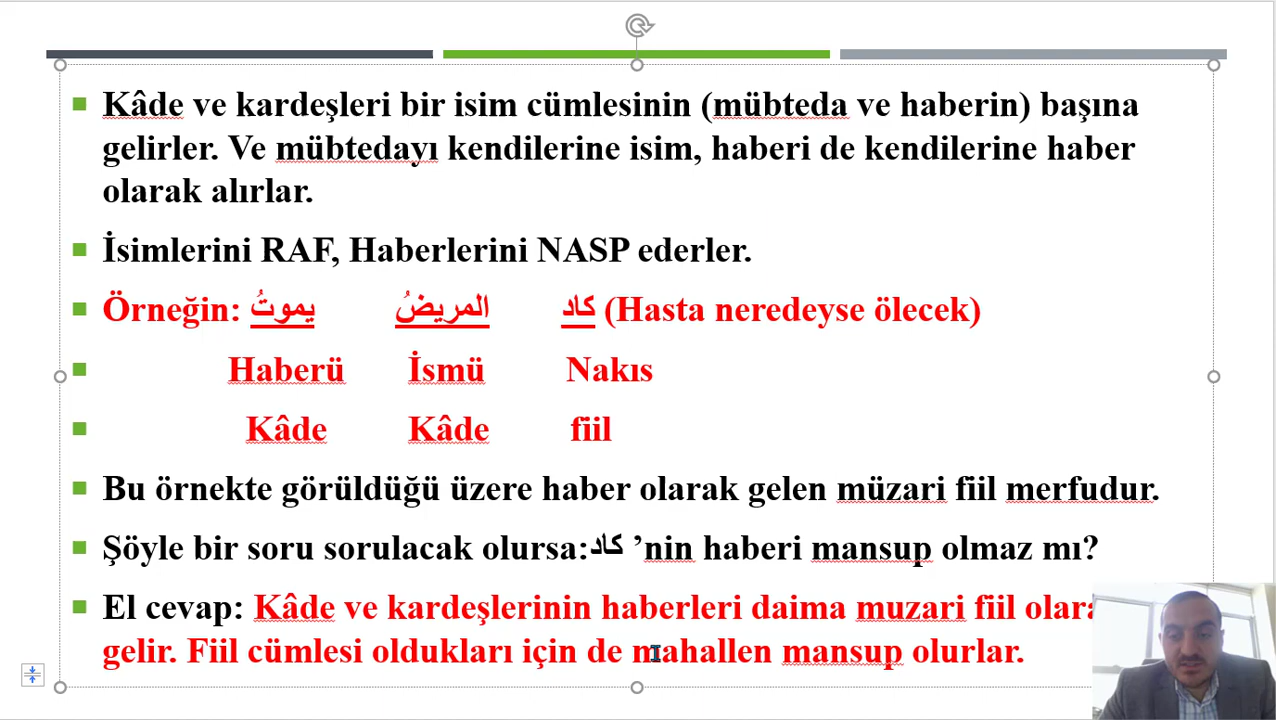 Kâde ve kardeşleri bir isim cümlesinin (mübteda ve haberin) başına
gelirler. Ve mübtedayı kendilerine isim, haberi de kendilerine haber
olarak alırlar.
İsimlerini RAF, Haberlerini NASP ederler.
Örneğin: يموتُ المريضُ كاد (Hasta neredeyse ölecek)
Haberü İsmü Nakıs
Kâde Kâde fiil
Bu örnekte görüldüğü üzere haber olarak gelen müzari fiil merfudur.
Şöyle bir soru sorulacak olursa:كاد ’nin haberi mansup olmaz mı?
El cevap: Kâde ve kardeşlerinin haberleri daima muzari fiil
gelir. Fiil cümlesi oldukları için de mahallen mansup olurlar.